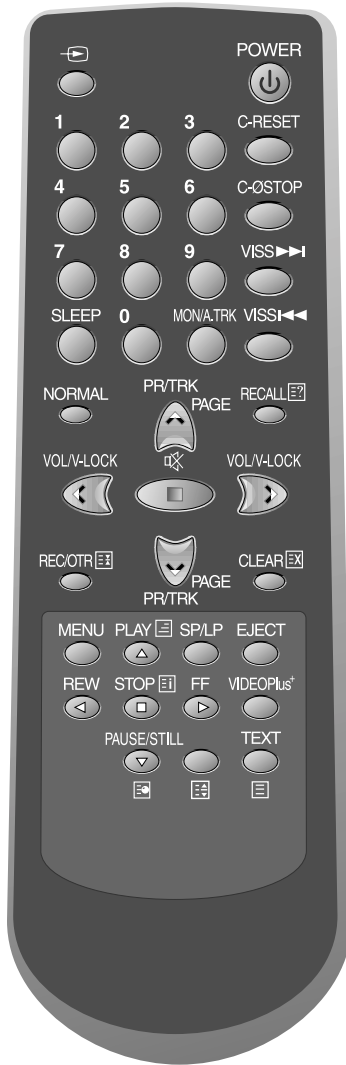 POWER
1 2 3 C-RESET
4 5 6 C-ØSTOP
7 8 9 VISS
SLEEP 0 MON/A.TRK VISS
NORMAL PR/TRK PAGE RECALL
VOL/V-LOCK VOL/V-LOCK
REC/OTR PAGE CLEAR
PR/TRK
MENU PLAY SP/LP EJECT
REW STOP FF VIDEOPlus+
PAUSE/STILL TEXT